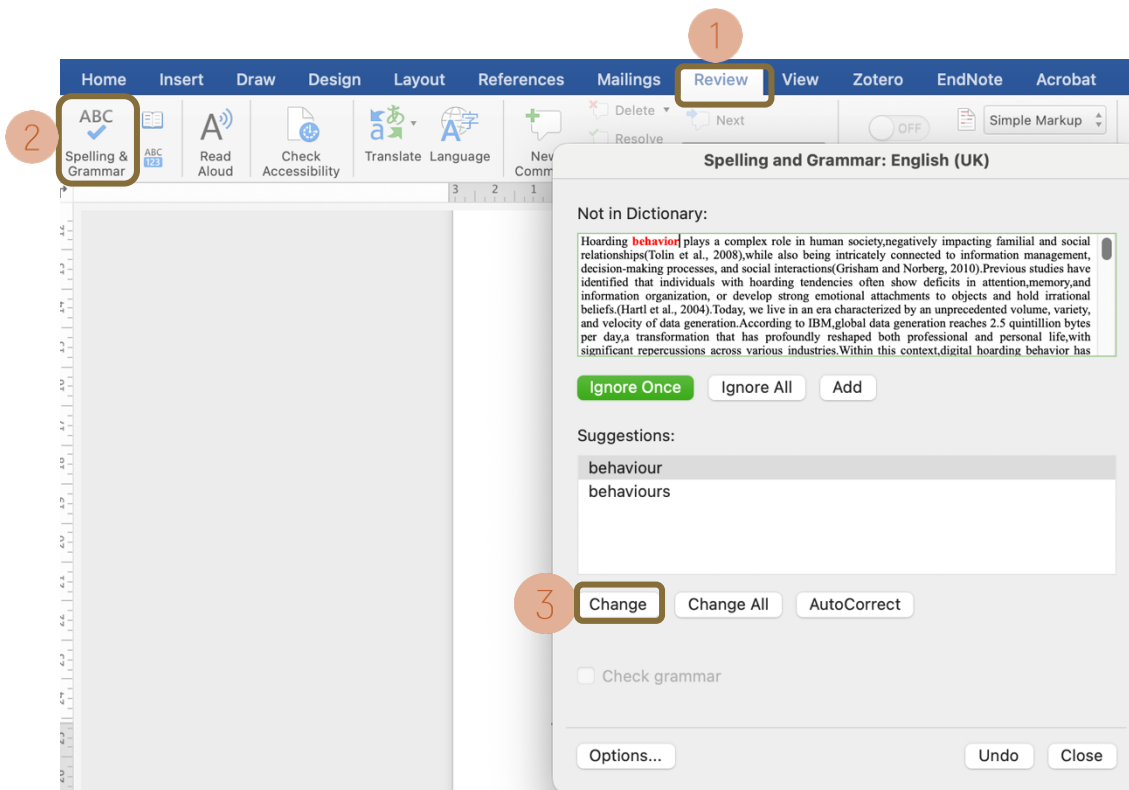 1
Home Insert Draw Design Layout References Mailings Review View Zotero EndNote Acrobat
2
ABC
Spelling &
Grammar
ABC
123
Read
Aloud
Check
Accessibility
Translate
Language
New
Comm
Delete
Resolve
Next
OFF
Simple Markup
3 2 1
Spelling and Grammar: English (UK)
Not in Dictionary:
Hoarding behavior plays a complex role in human society,negatively impacting familial and social
relationships(Tolin et al., 2008),while also being intricately connected to information management,
decision-making processes, and social interactions(Grisham and Norberg, 2010).Previous studies have
identified that individuals with hoarding tendencies often show deficits in attention,memory,and
information organization, or develop strong emotional attachments to objects and hold irrational
beliefs.(Hartl et al., 2004).Today, we live in an era characterized by an unprecedented volume, variety,
and velocity of data generation.According to IBM,global data generation reaches 2.5 quintillion bytes
per day,a transformation that has profoundly reshaped both professional and personal life,with
significant repercussions across various industries.Within this context,digital hoarding behavior has
Ignore Once Ignore All Add
Suggestions:
behaviour
behaviours
3
Change Change All AutoCorrect
Check grammar
Options... Undo Close